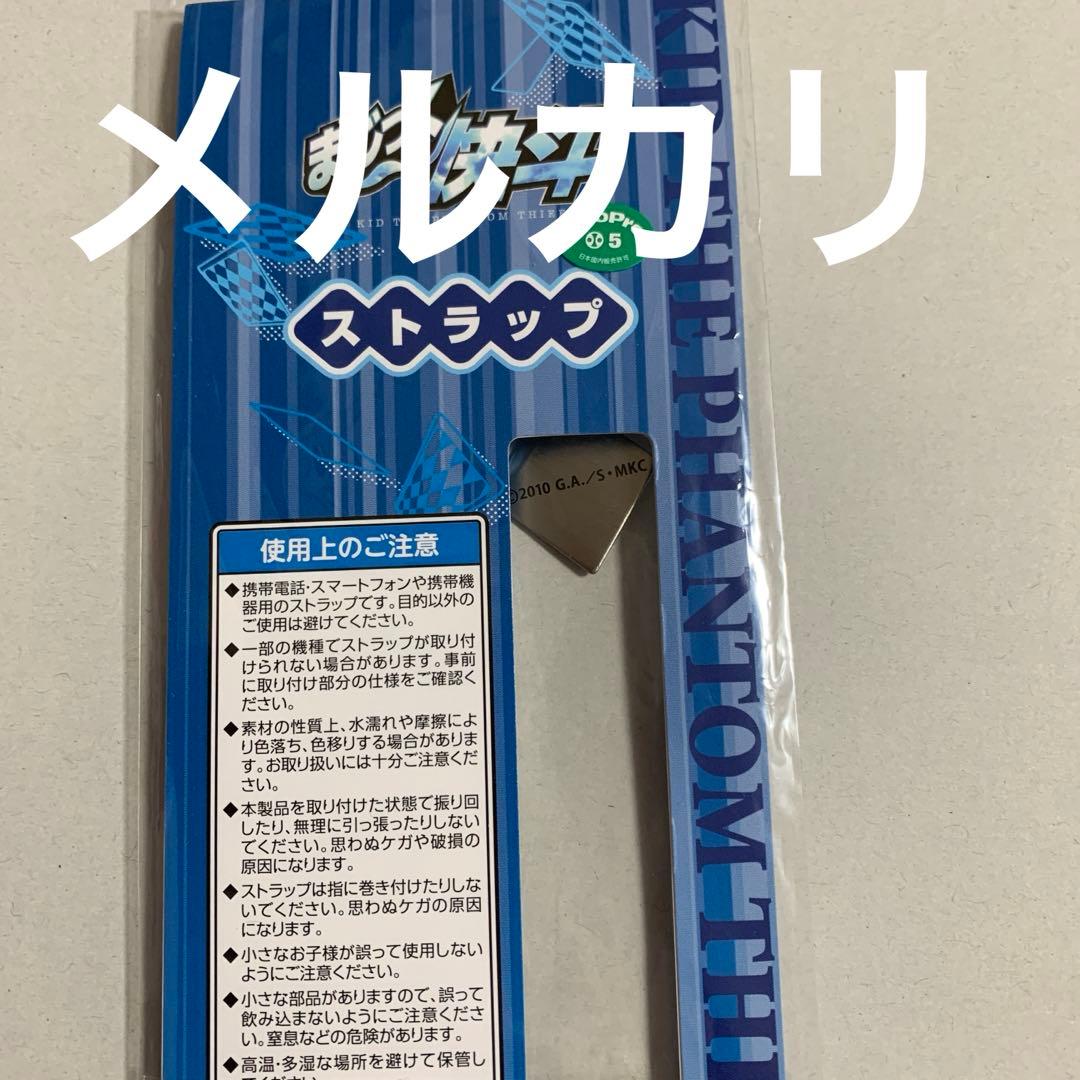 メルカリ
まじっく快斗
ストラップ
5
日本国内販売許可
©2010 G.A./S・MKC
KID THE PHANTOM THI
使用上のご注意
◆携帯電話・スマートフォンや携帯機
器用のストラップです。目的以外の
ご使用は避けてください。
◆一部の機種でストラップが取り付
けられない場合があります。事前
に取り付け部分の仕様をご確認く
ださい。
◆素材の性質上、水濡れや摩擦によ
り色落ち、色移りする場合がありま
す。お取り扱いには十分ご注意くだ
さい。
◆本製品を取り付けた状態で振り回
したり、無理に引っ張ったりしない
でください。思わぬケガや破損の
原因になります。
◆ストラップは指に巻き付けたりしな
いでください。思わぬケガの原因
になります。
◆小さなお子様が誤って使用しない
ようにご注意ください。
◆小さな部品がありますので、誤って
飲み込まないようにご注意くださ
い。窒息などの危険があります。
◆高温・多湿な場所を避けて保管し